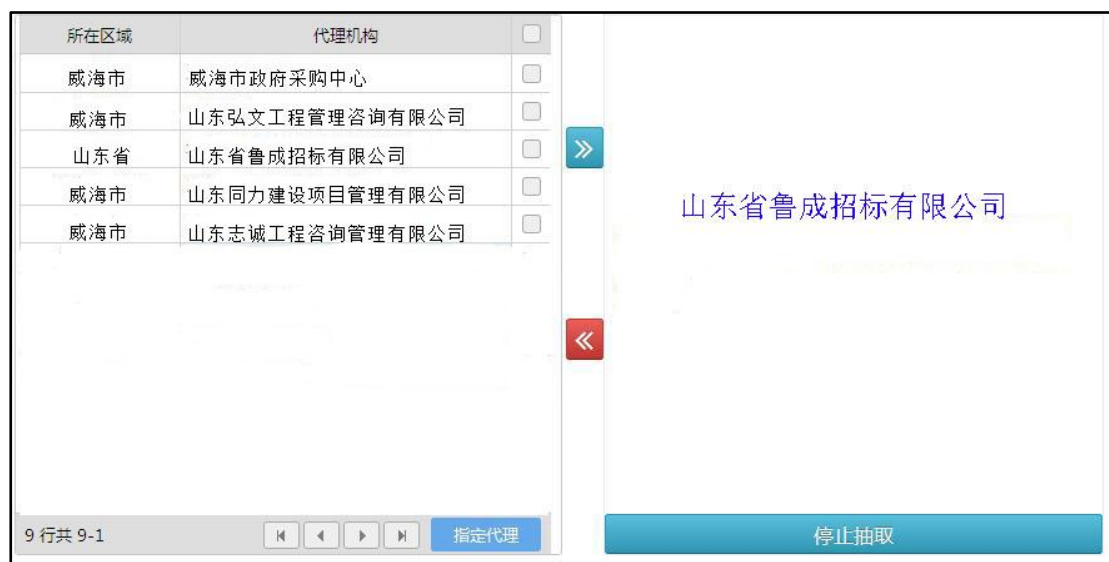 所在区域 代理机构
威海市 威海市政府采购中心
威海市 山东弘文工程管理咨询有限公司
山东省 山东省鲁成招标有限公司
威海市 山东同力建设项目管理有限公司
威海市 山东志诚工程咨询管理有限公司
9 行共 9-1 指定代理
山东省鲁成招标有限公司
停止抽取